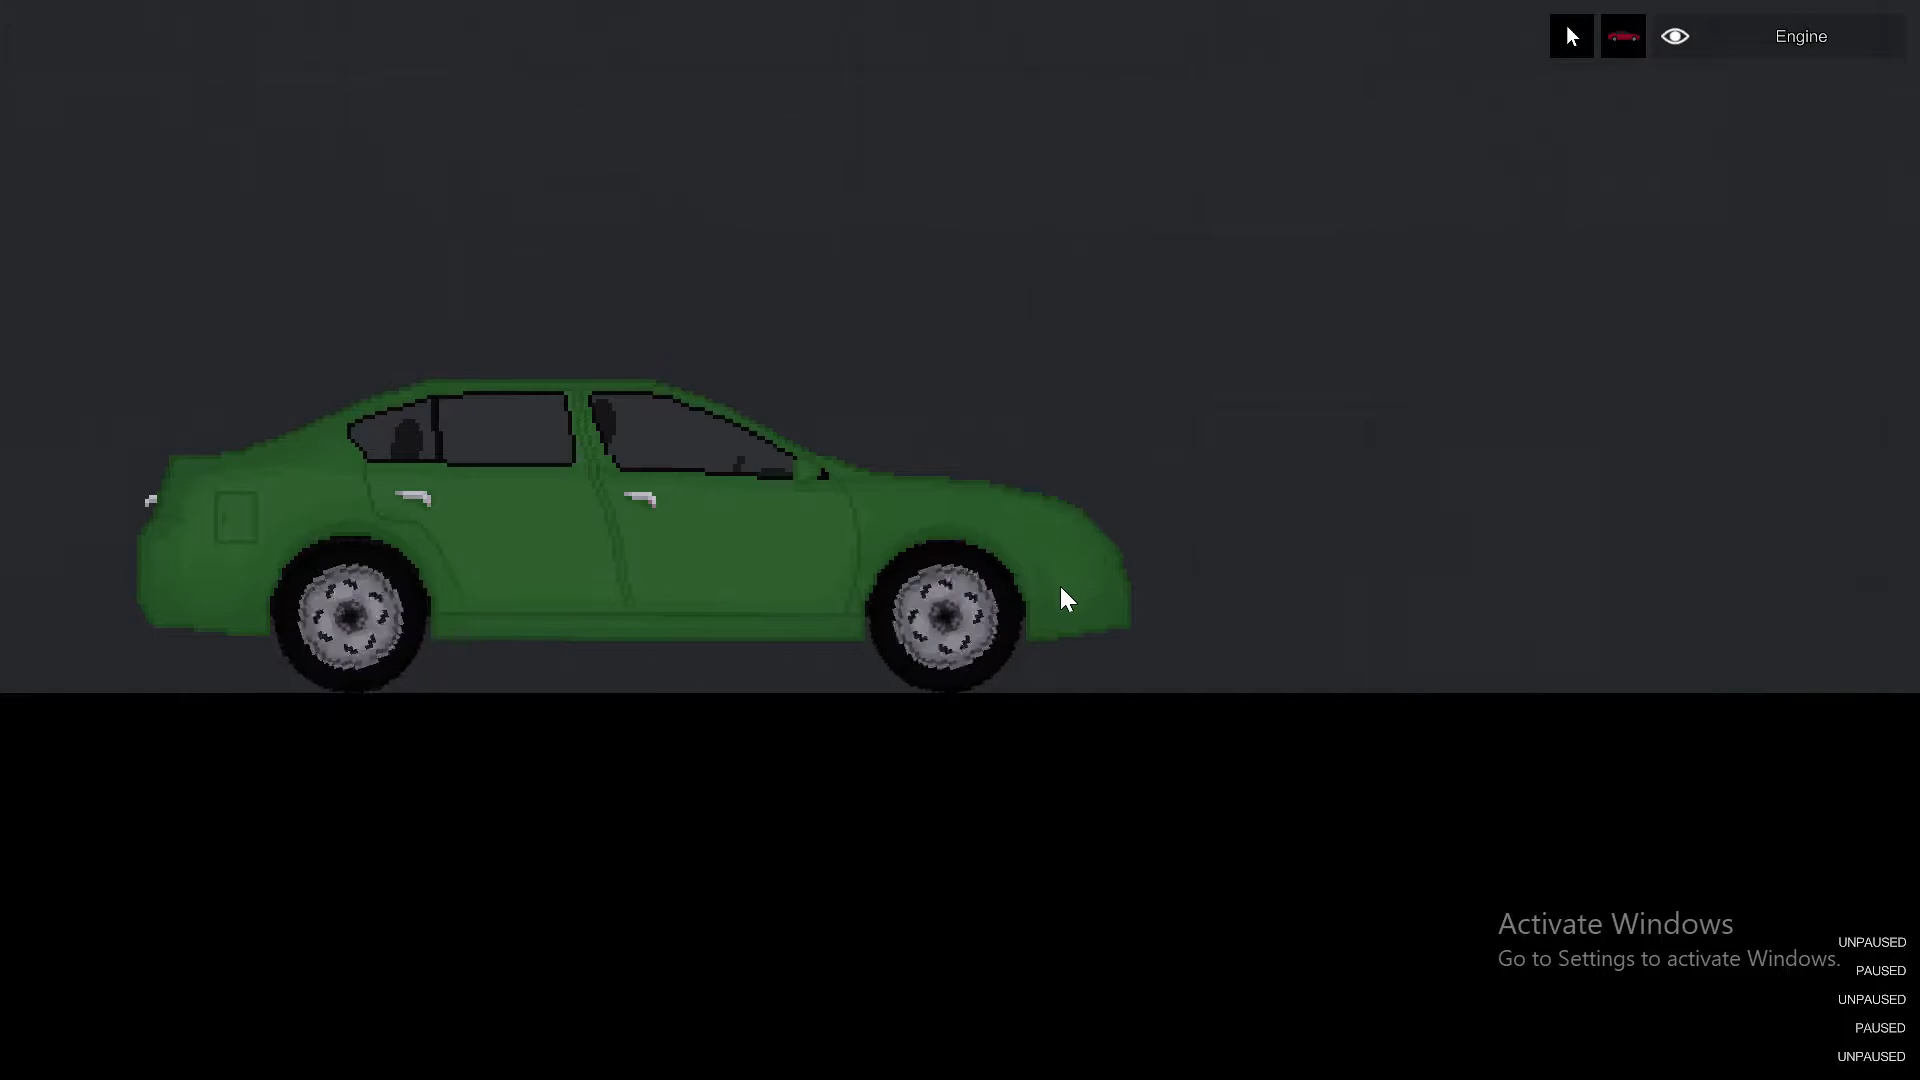 Engine
Activate Windows
Go to Settings to activate Windows.
UNPAUSED
PAUSED
UNPAUSED
PAUSED
UNPAUSED